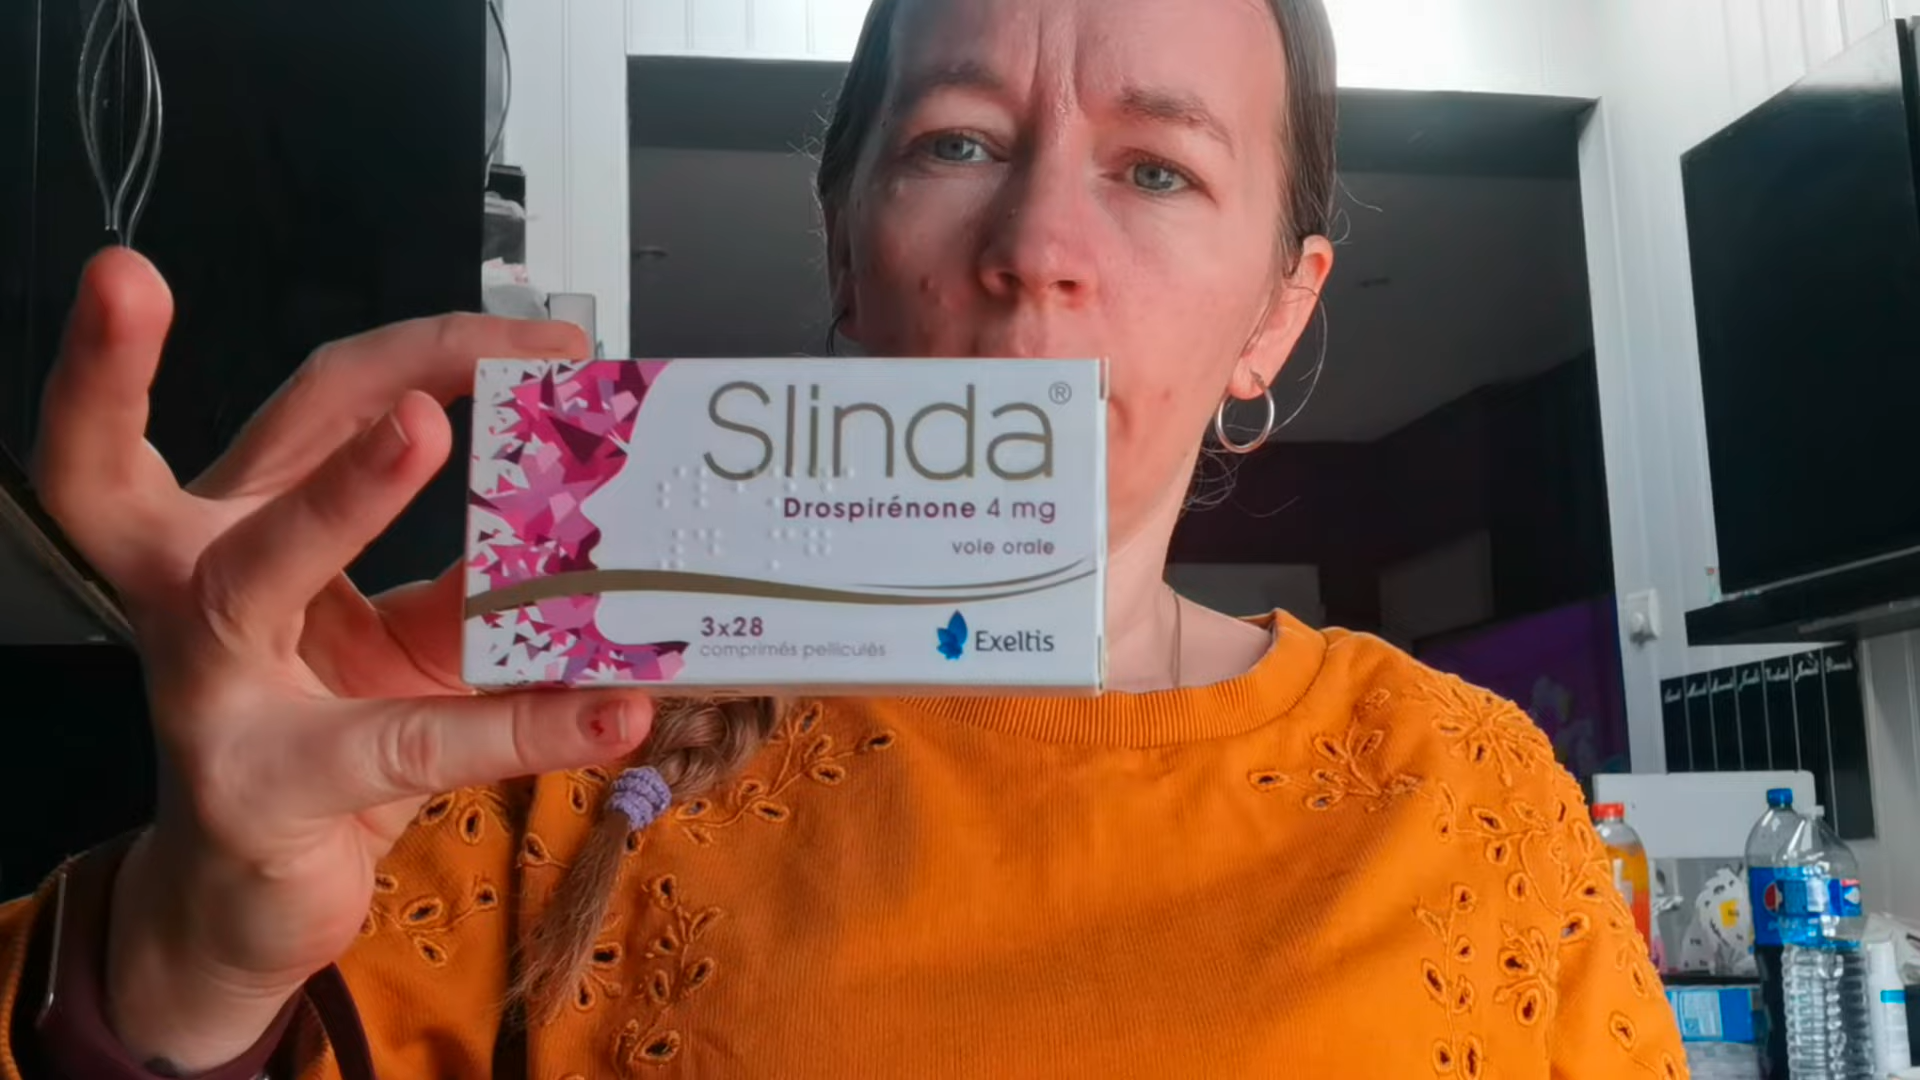 Slinda®
Drospirénone 4 mg
voie orale
3x28
comprimés pelliculés
Exeltis